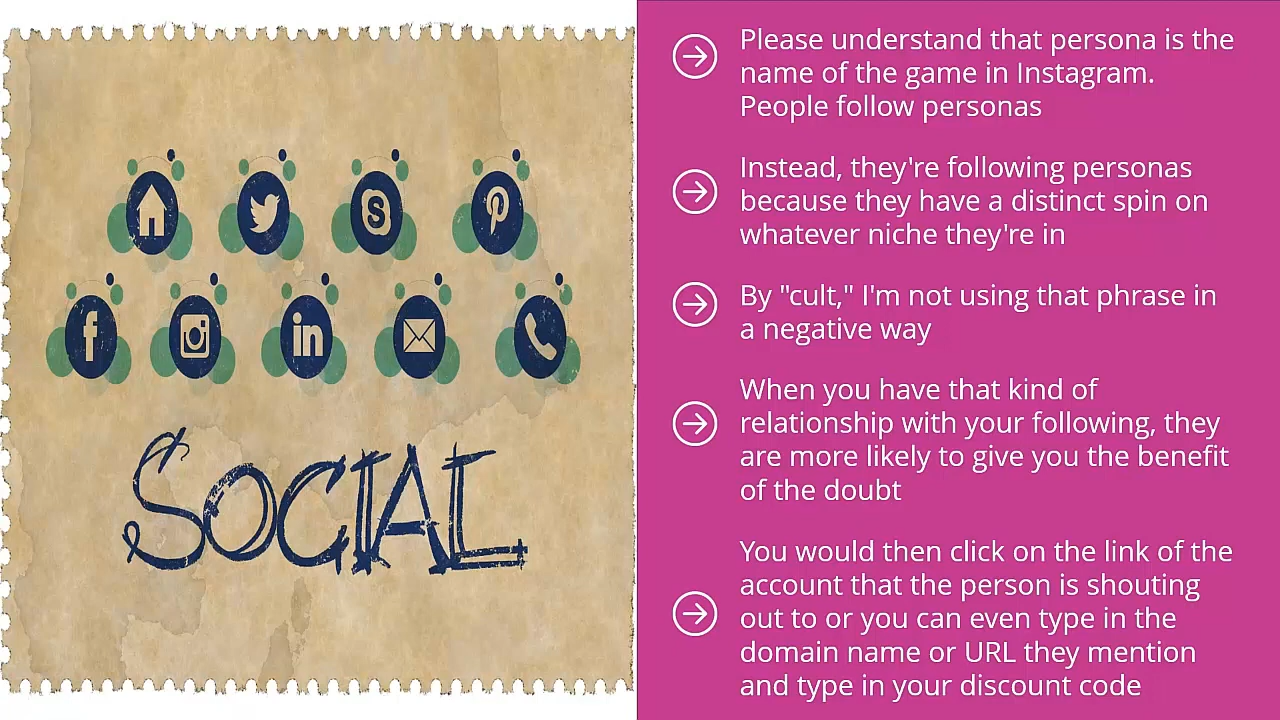 SOCIAL
Please understand that persona is the
name of the game in Instagram.
People follow personas
Instead, they're following personas
because they have a distinct spin on
whatever niche they're in
By "cult," I'm not using that phrase in
a negative way
When you have that kind of
relationship with your following, they
are more likely to give you the benefit
of the doubt
You would then click on the link of the
account that the person is shouting
out to or you can even type in the
domain name or URL they mention
and type in your discount code